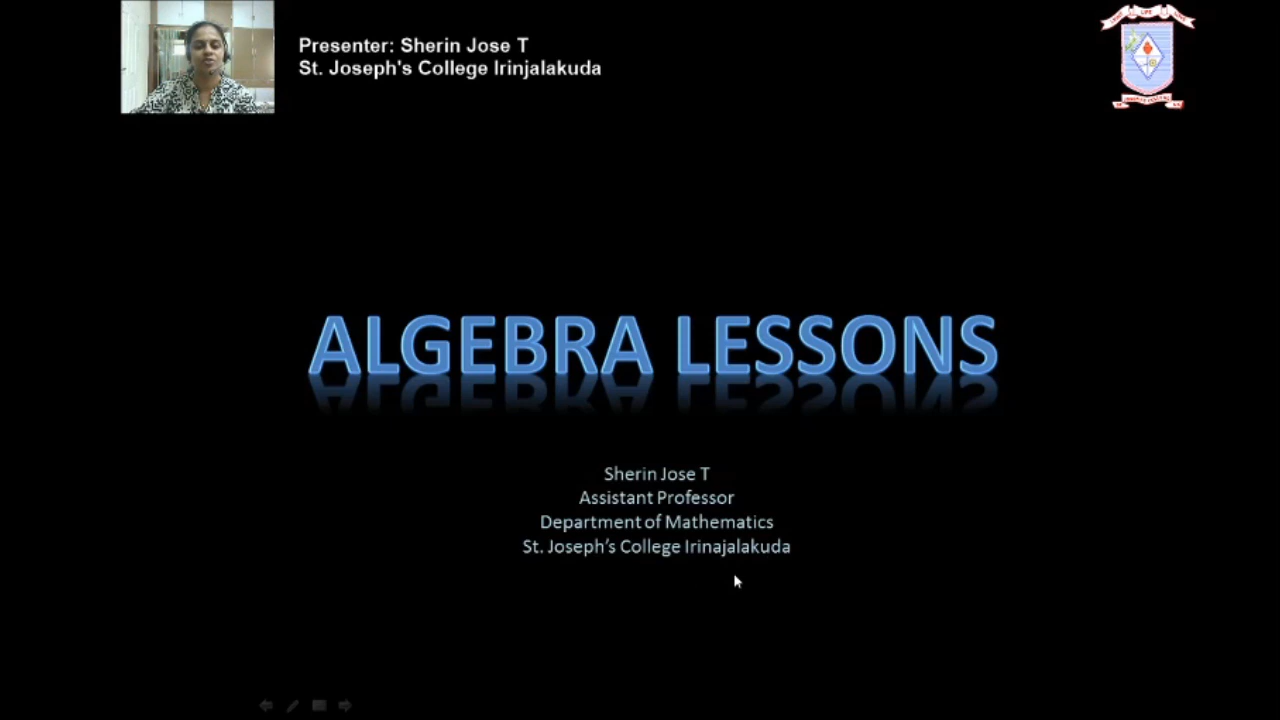 Presenter: Sherin Jose T
St. Joseph's College Irinjalakuda
ALGEBRA LESSONS
Sherin Jose T
Assistant Professor
Department of Mathematics
St. Joseph’s College Irinajalakuda